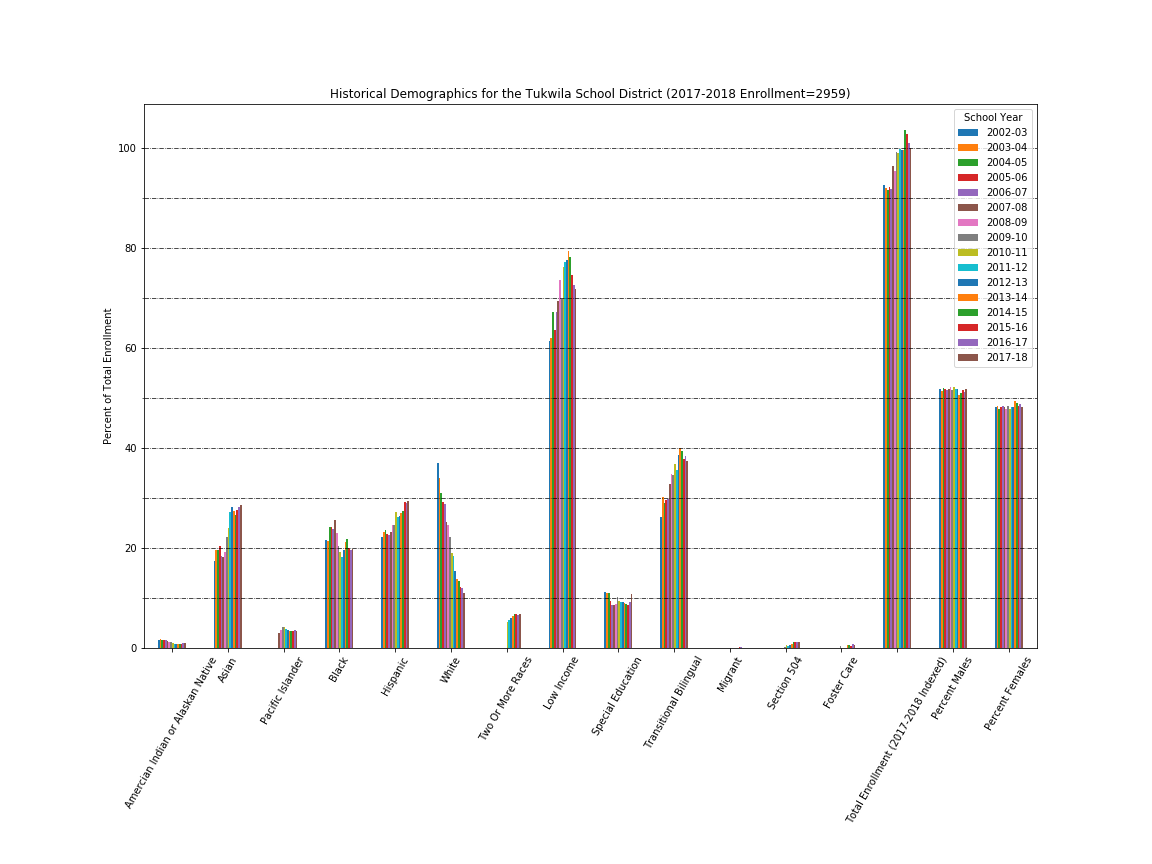 Historical Demographics for the Tukwila School District (2017-2018 Enrollment=2959)
Percent of Total Enrollment
100
80
60
40
20
0
School Year
2002-03
2003-04
2004-05
2005-06
2006-07
2007-08
2008-09
2009-10
2010-11
2011-12
2012-13
2013-14
2014-15
2015-16
2016-17
2017-18
Amercian Indian or Alaskan Native
Asian
Pacific Islander
Black
Hispanic
White
Two Or More Races
Low Income
Special Education
Transitional Bilingual
Migrant
Section 504
Foster Care
Total Enrollment (2017-2018 Indexed)
Percent Males
Percent Females